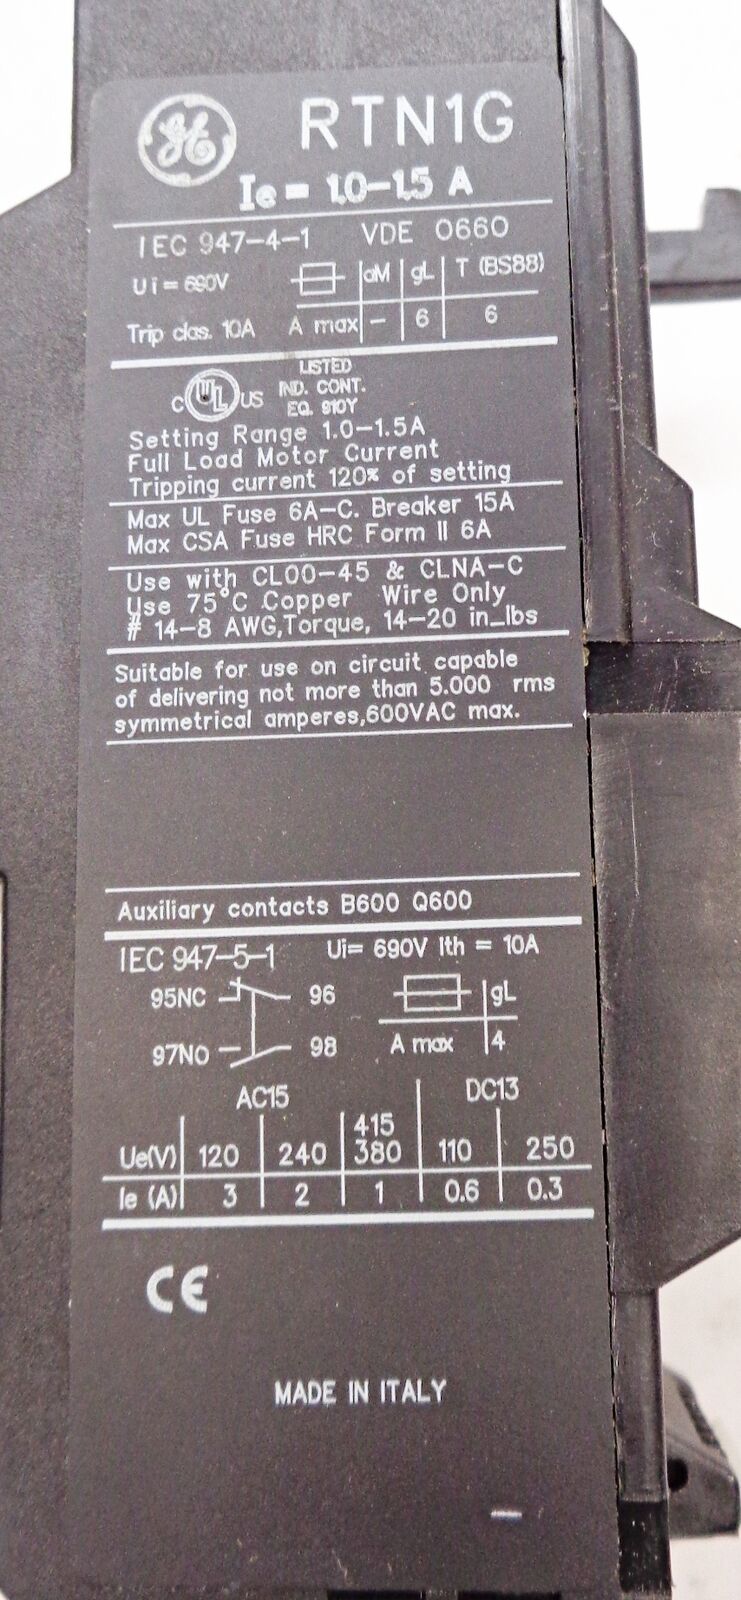 GE RTN1G
Ie = 1.0-1.5 A
IEC 947-4-1 VDE 0660
Ui = 690V aM gL T (BS88)
Trip clas. 10A A max - 6 6
LISTED
C UL US IND. CONT.
EQ. 910Y
Setting Range 1.0-1.5A
Full Load Motor Current
Tripping current 120% of setting
Max UL Fuse 6A-C. Breaker 15A
Max CSA Fuse HRC Form II 6A
Use with CL00-45 & CLNA-C
Use 75°C Copper Wire Only
# 14-8 AWG,Torque, 14-20 in_lbs
Suitable for use on circuit capable
of delivering not more than 5.000 rms
symmetrical amperes,600VAC max.
Auxiliary contacts B600 Q600
IEC 947-5-1 Ui= 690V Ith = 10A
95NC 96 gL
97NO 98 A max 4
AC15 DC13
415
Ue(V) 120 240 380 110 250
Ie (A) 3 2 1 0.6 0.3
CE
MADE IN ITALY